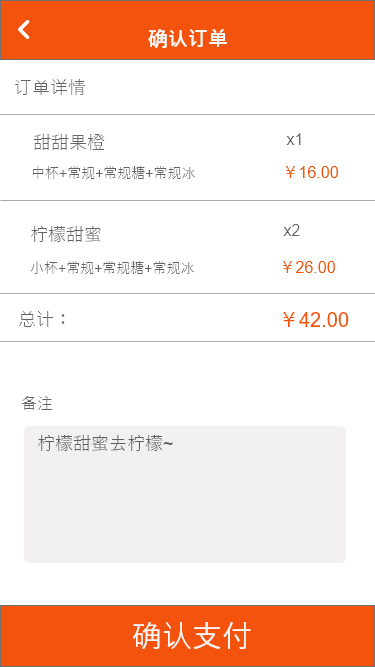 确认订单
订单详情
甜甜果橙 x1
中杯+常规+常规糖+常规冰 ￥16.00
柠檬甜蜜 x2
小杯+常规+常规糖+常规冰 ￥26.00
总计： ￥42.00
备注
柠檬甜蜜去柠檬~
确认支付